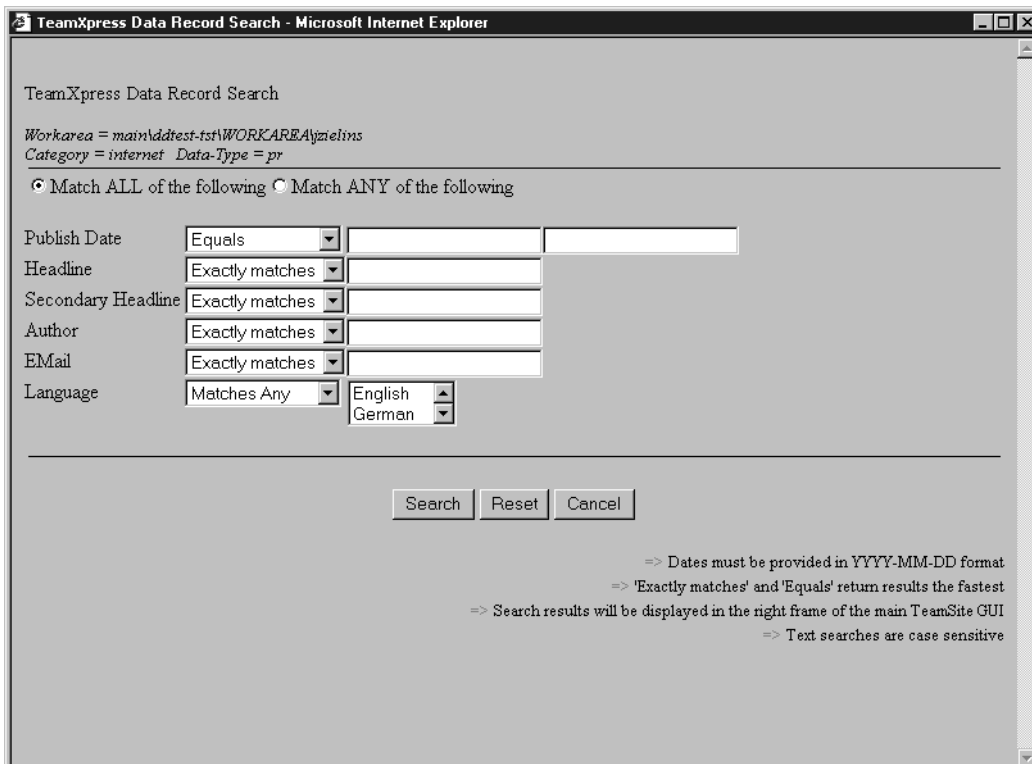 TeamXpress Data Record Search - Microsoft Internet Explorer
TeamXpress Data Record Search
Workarea = main\ddtest-tst\WORKAREA\jzielins
Category = internet Data-Type = pr
Match ALL of the following Match ANY of the following
Publish Date Equals
Headline Exactly matches
Secondary Headline Exactly matches
Author Exactly matches
EMail Exactly matches
Language Matches Any English
German
Search Reset Cancel
=> Dates must be provided in YYYY-MM-DD format
=> 'Exactly matches' and 'Equals' return results the fastest
=> Search results will be displayed in the right frame of the main TeamSite GUI
=> Text searches are case sensitive